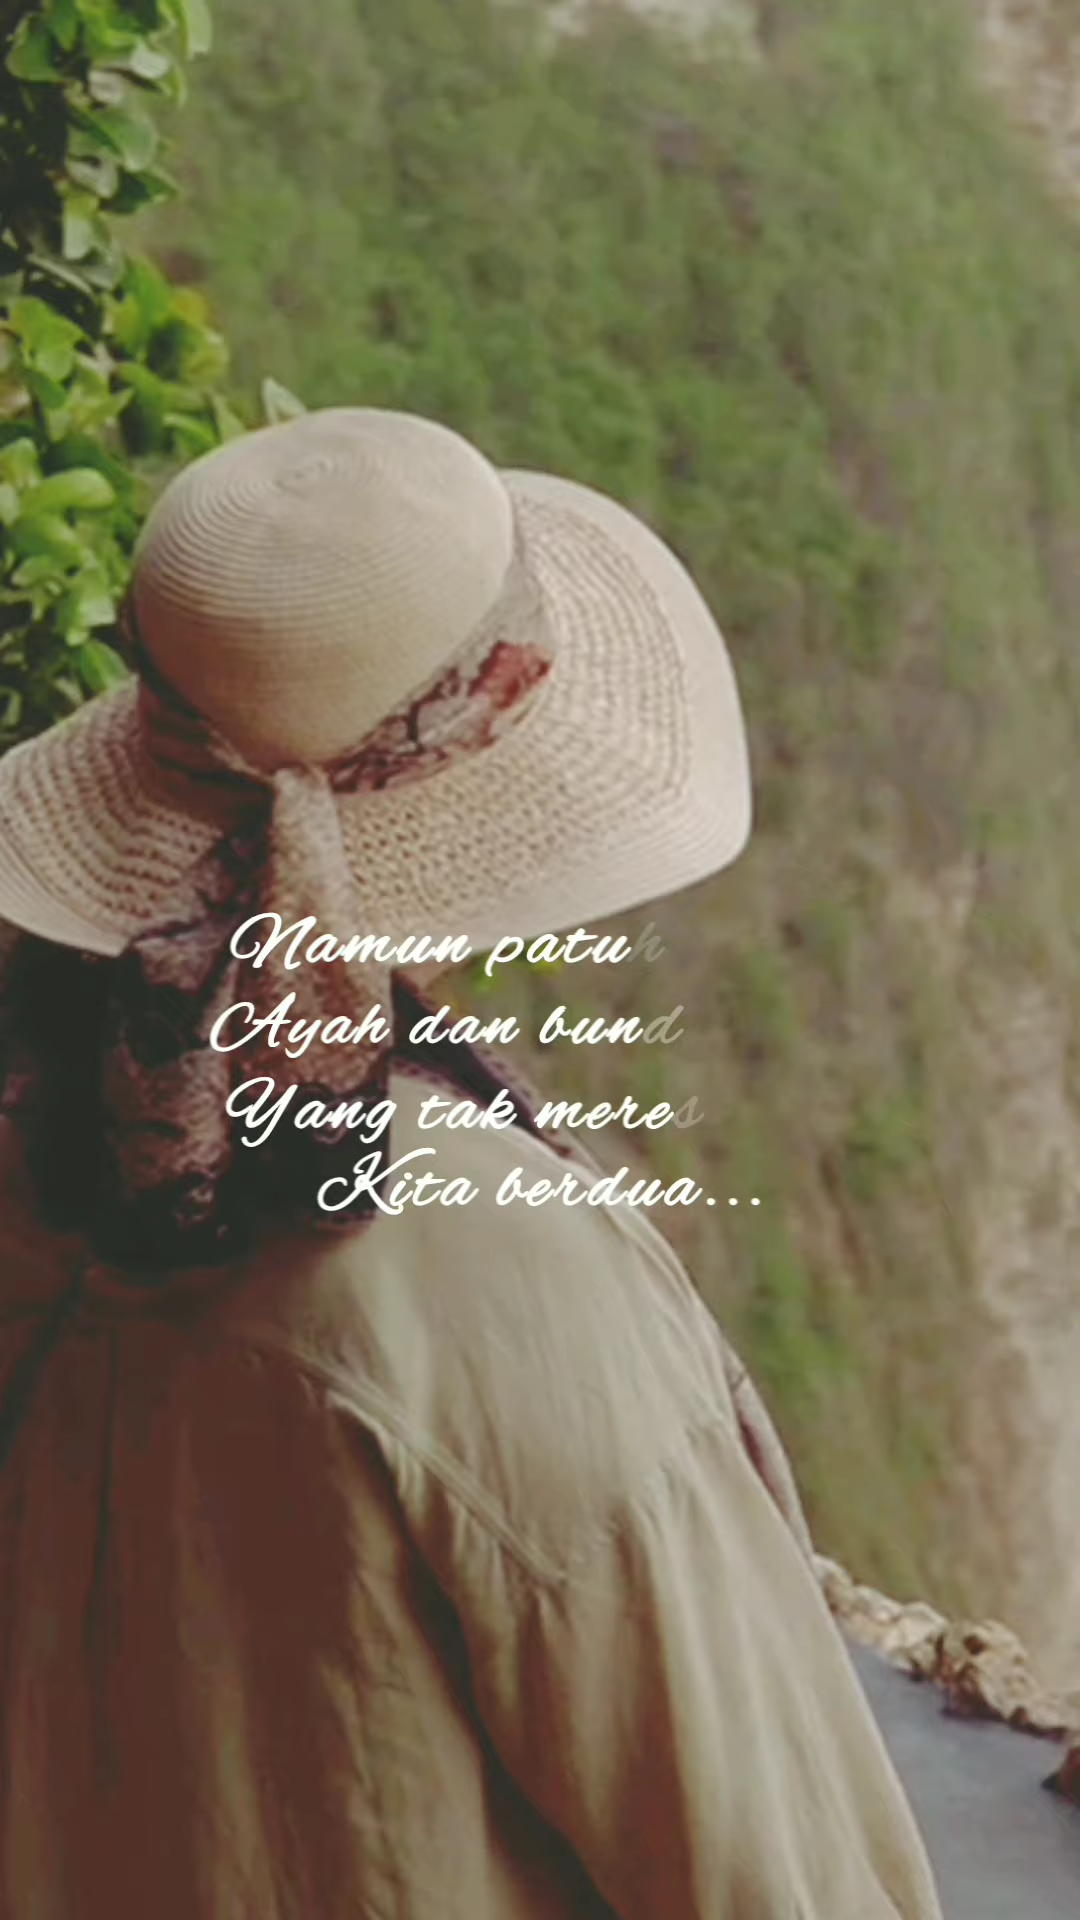 Namun patuh
Ayah dan bund
Yang tak meres
Kita berdua...